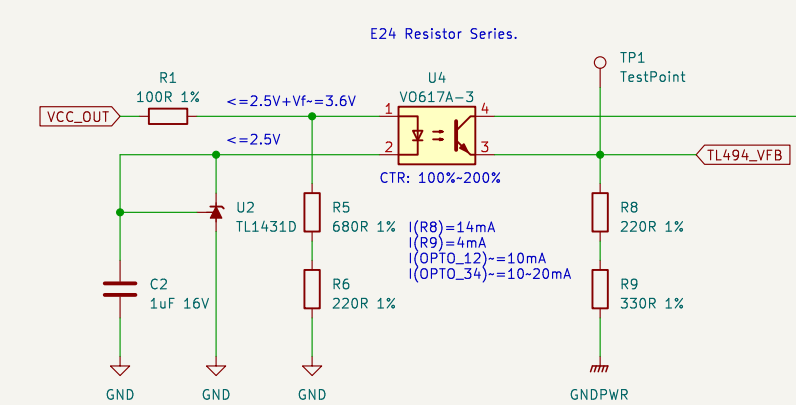 E24 Resistor Series.
TP1
TestPoint
R1
100R 1%
VCC_OUT
<=2.5V+Vf~=3.6V
<=2.5V
U4
VO617A-3
1
2
4
3
CTR: 100%~200%
TL494_VFB
U2
TL1431D
R5
680R 1%
I(R8)=14mA
I(R9)=4mA
I(OPTO_12)~=10mA
I(OPTO_34)~=10~20mA
R8
220R 1%
C2
1uF 16V
R6
220R 1%
R9
330R 1%
GND
GND
GND
GNDPWR